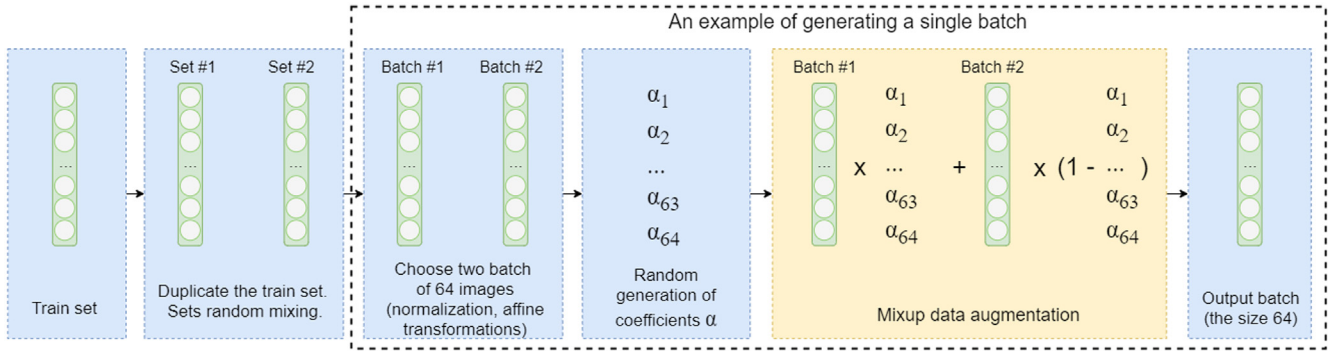 An example of generating a single batch
Train set
Set #1
Set #2
...
...
...
Duplicate the train set.
Sets random mixing.
Batch #1
Batch #2
...
...
Choose two batch
of 64 images
(normalization, affine
transformations)
α1
α2
...
α63
α64
Random
generation of
coefficients α
Batch #1
...
x
α1
α2
...
α63
α64
+
Batch #2
...
x (1 - ... )
α1
α2
α63
α64
Mixup data augmentation
...
Output batch
(the size 64)